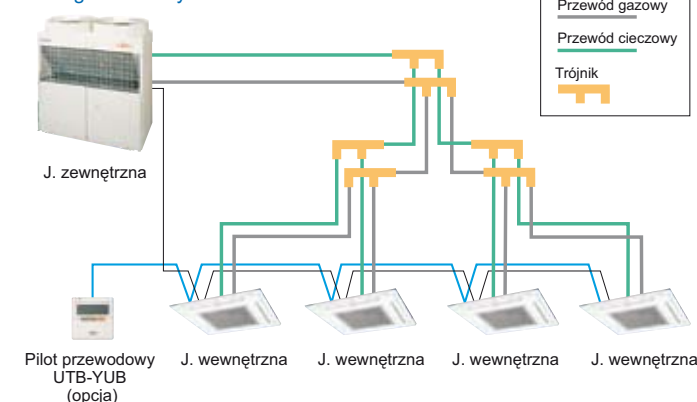 Przewód gazowy
Przewód cieczowy
Trójnik
J. zewnętrzna
Pilot przewodowy
UTB-YUB
(opcja)
J. wewnętrzna
J. wewnętrzna
J. wewnętrzna
J. wewnętrzna